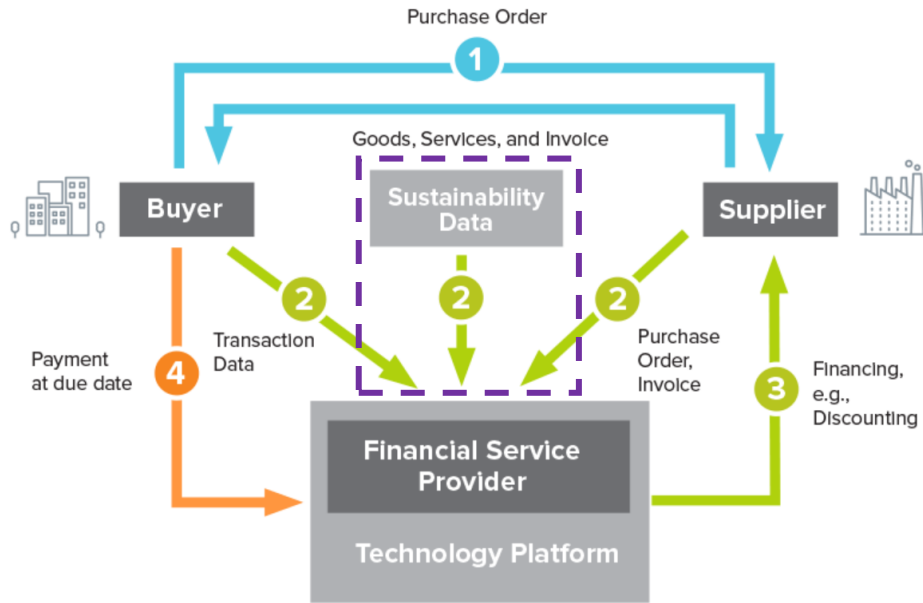 Purchase Order
1
Goods, Services, and Invoice
Buyer
Sustainability
Data
Supplier
2
2
2
Transaction
Data
Purchase
Order,
Invoice
Payment
at due date
4
3
Financing,
e.g.,
Discounting
Financial Service
Provider
Technology Platform